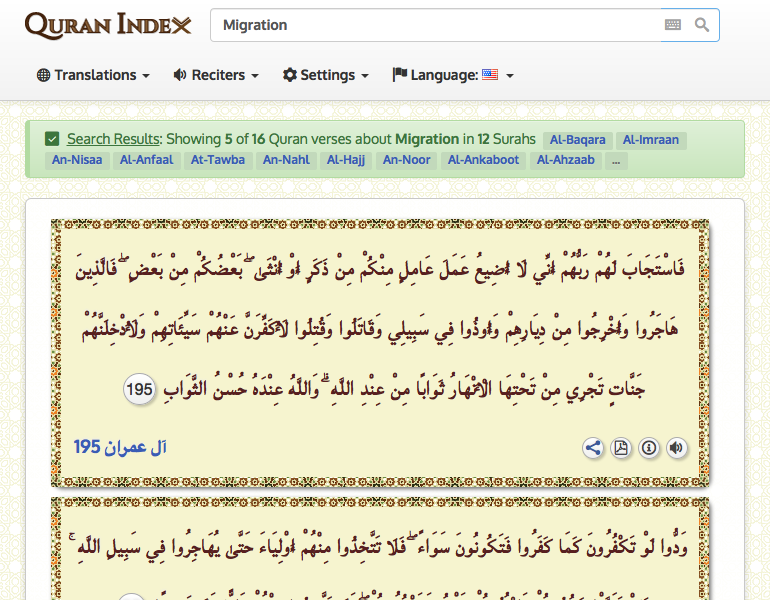 QURAN INDEX
Migration
Translations
Reciters
Settings
Language:
Search Results: Showing 5 of 16 Quran verses about Migration in 12 Surahs Al-Baqara Al-Imraan
An-Nisaa Al-Anfaal At-Tawba An-Nahl Al-Hajj An-Noor Al-Ankaboot Al-Ahzaab ...
فَاسْتَجَابَ لَهُمْ رَبُّهُمْ أَنِّي لَا أُضِيعُ عَمَلَ عَامِلٍ مِنْكُمْ مِنْ ذَكَرٍ أَوْ أُنْثَىٰ ۖ بَعْضُكُمْ مِنْ بَعْضٍ ۖ فَالَّذِينَ
هَاجَرُوا وَأُخْرِجُوا مِنْ دِيَارِهِمْ وَأُوذُوا فِي سَبِيلِي وَقَاتَلُوا وَقُتِلُوا لَأُكَفِّرَنَّ عَنْهُمْ سَيِّئَاتِهِمْ وَلَأُدْخِلَنَّهُمْ
جَنَّاتٍ تَجْرِي مِنْ تَحْتِهَا الْأَنْهَارُ ثَوَابًا مِنْ عِنْدِ اللَّهِ ۗ وَاللَّهُ عِنْدَهُ حُسْنُ الثَّوَابِ 195
آل عمران 195
وَدُّوا لَوْ تَكْفُرُونَ كَمَا كَفَرُوا فَتَكُونُونَ سَوَاءً ۖ فَلَا تَتَّخِذُوا مِنْهُمْ أَوْلِيَاءَ حَتَّىٰ يُهَاجِرُوا فِي سَبِيلِ اللَّهِ ۚ